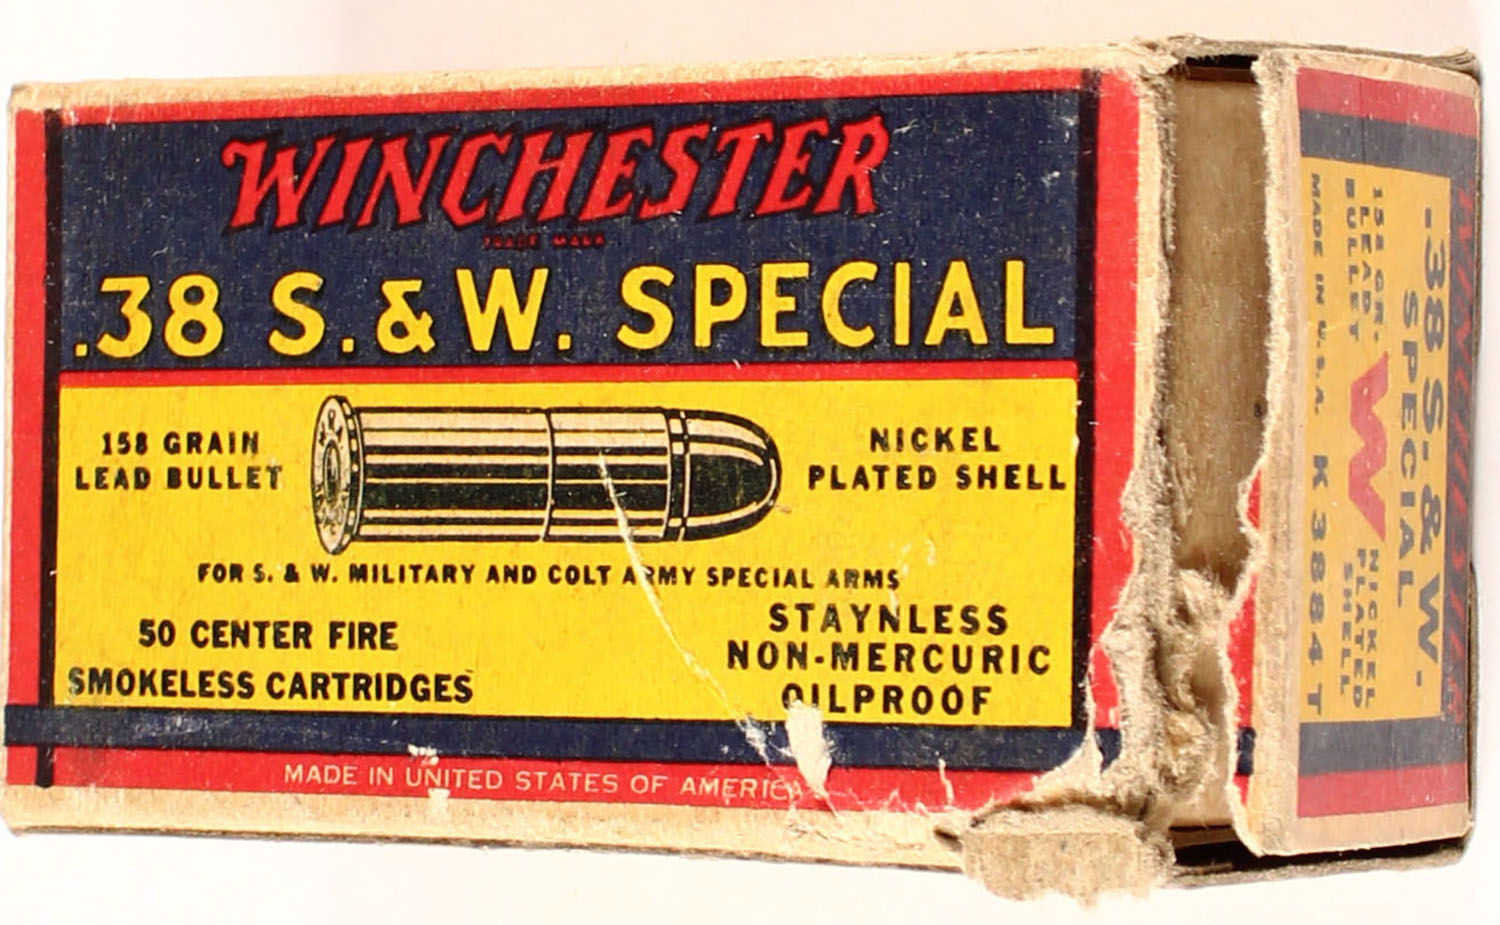 WINCHESTER
TRADE MARK
.38 S. & W. SPECIAL
158 GRAIN
LEAD BULLET
NICKEL
PLATED SHELL
FOR S. & W. MILITARY AND COLT ARMY SPECIAL ARMS
50 CENTER FIRE
SMOKELESS CARTRIDGES
STAYNLESS
NON-MERCURIC
OILPROOF
MADE IN UNITED STATES OF AMERICA
WINCHESTER
.38 S. & W.
SPECIAL
158 GR.
LEAD
BULLET
W
NICKEL
PLATED
SHELL
MADE IN U.S.A.
K 3884 T